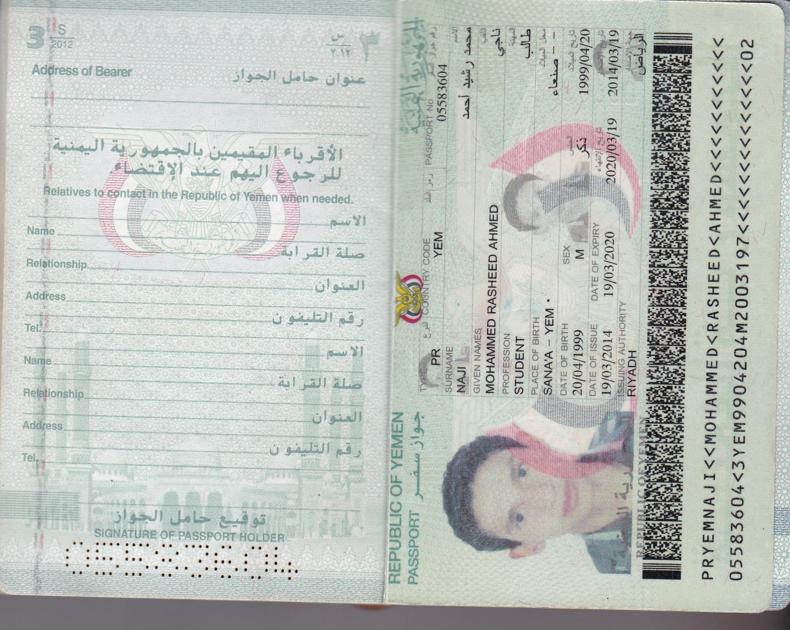 3 S
2012
Address of Bearer
عنوان حامل الجواز
الأقرباء المقيمين بالجمهورية اليمنية
للرجوع اليهم عند الاقتضاء
Relatives to contact in the Republic of Yemen when needed.
Name الاسم
Relationship صلة القرابة
Address العنوان
Tel. رقم التليفون
Name الاسم
Relationship صلة القرابة
Address العنوان
Tel. رقم التليفون
توقيع حامل الجواز
SIGNATURE OF PASSPORT HOLDER
REPUBLIC OF YEMEN الجمهورية اليمنية
PASSPORT جواز سفر
TYPE النوع COUNTRY CODE رمز البلد PASSPORT No رقم جواز السفر
PR YEM 05583604
SURNAME الاسم
NAJI محمد رشيد أحمد
GIVEN NAMES اللقب
MOHAMMED RASHEED AHMED ناجي
PROFESSION المهنة
STUDENT طالب
PLACE OF BIRTH محل الميلاد
SANA'A – YEM صنعاء – –
DATE OF BIRTH SEX الجنس تاريخ الميلاد
20/04/1999 M ذكر 1999/04/20
DATE OF ISSUE DATE OF EXPIRY تاريخ الانتهاء تاريخ الإصدار
19/03/2014 19/03/2020 2020/03/19 2014/03/19
ISSUING AUTHORITY جهة الإصدار
RIYADH الرياض
الجمهورية اليمنية
REPUBLIC OF YEMEN
PRYEMNAJI<<MOHAMMED<RASHEED<AHMED<<<<<<<<<<<
05583604<3YEM9904204M2003197<<<<<<<<<<<<<<02